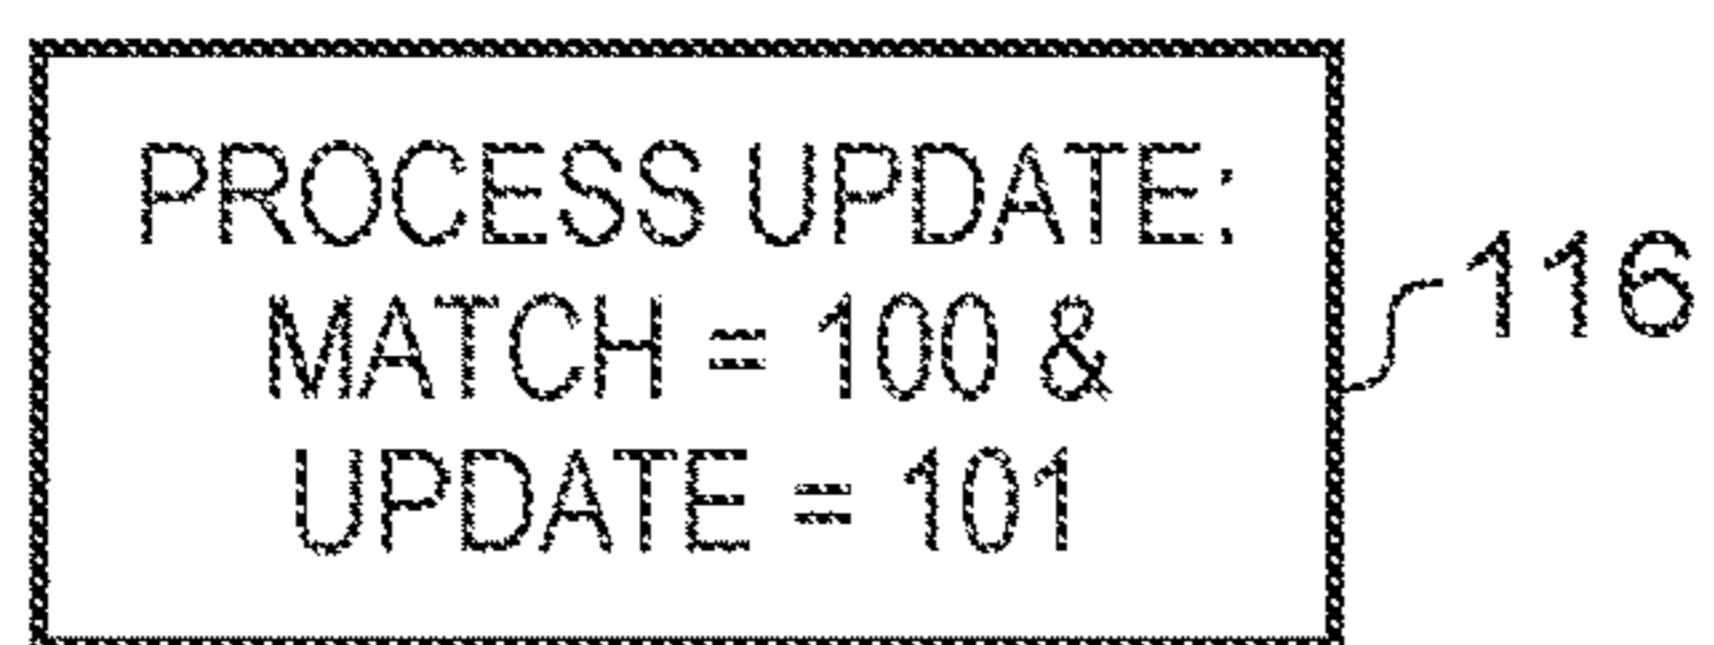 PROCESS UPDATE:
MATCH = 100 &
UPDATE = 101
116